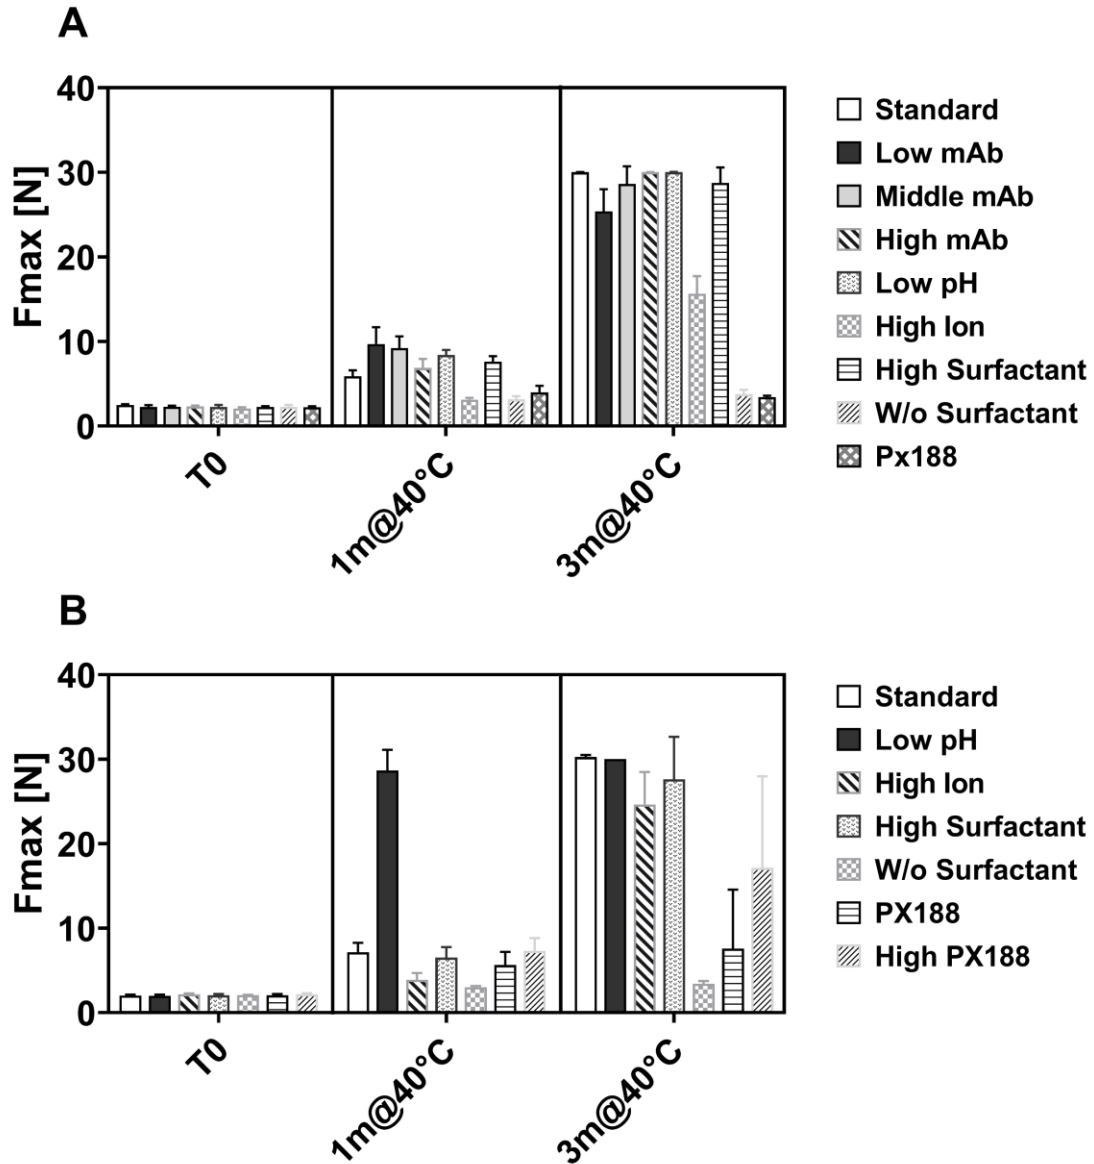 A
40
30
20
10
0
Fmax [N]
T0
1m@40°C
3m@40°C
Standard
Low mAb
Middle mAb
High mAb
Low pH
High Ion
High Surfactant
W/o Surfactant
Px188
B
40
30
20
10
0
Fmax [N]
T0
1m@40°C
3m@40°C
Standard
Low pH
High Ion
High Surfactant
W/o Surfactant
PX188
High PX188